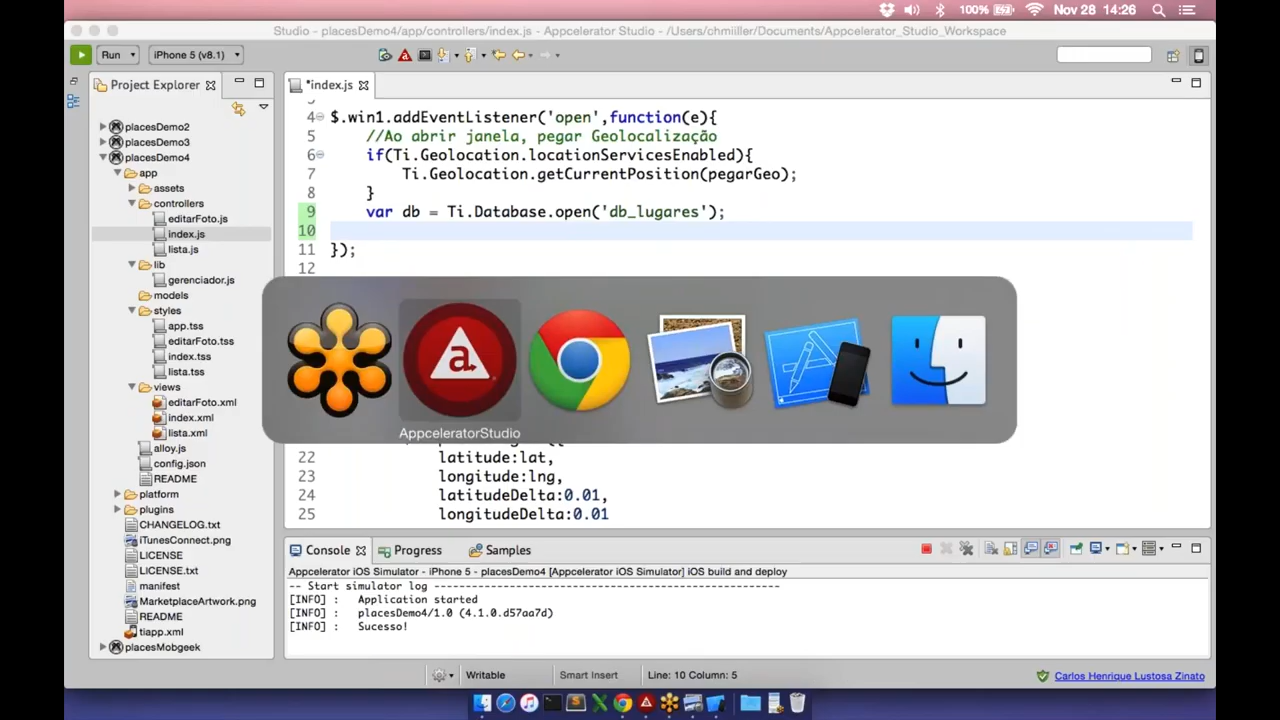 100% Nov 28 14:26
Studio - placesDemo4/app/controllers/index.js - Appcelerator Studio - /Users/chmiiller/Documents/Appcelerator_Studio_Workspace
Run iPhone 5 (v8.1)
Project Explorer
placesDemo2
placesDemo3
placesDemo4
app
assets
controllers
editarFoto.js
index.js
lista.js
lib
gerenciador.js
models
styles
app.tss
editarFoto.tss
index.tss
lista.tss
views
editarFoto.xml
index.xml
lista.xml
alloy.js
config.json
README
platform
plugins
CHANGELOG.txt
iTunesConnect.png
LICENSE
LICENSE.txt
manifest
MarketplaceArtwork.png
README
tiapp.xml
placesMobgeek
*index.js
4 $.win1.addEventListener('open',function(e){
5 //Ao abrir janela, pegar Geolocalização
6 if(Ti.Geolocation.locationServicesEnabled){
7 Ti.Geolocation.getCurrentPosition(pegarGeo);
8 }
9 var db = Ti.Database.open('db_lugares');
10
11 });
12
AppceleratorStudio
22 latitude:lat,
23 longitude:lng,
24 latitudeDelta:0.01,
25 longitudeDelta:0.01
Console Progress Samples
Appcelerator iOS Simulator - iPhone 5 - placesDemo4 [Appcelerator iOS Simulator] iOS build and deploy
-- Start simulator log --------------------------------------------------
[INFO] : Application started
[INFO] : placesDemo4/1.0 (4.1.0.d57aa7d)
[INFO] : Sucesso!
Writable Smart Insert Line: 10 Column: 5 Carlos Henrique Lustosa Zinato